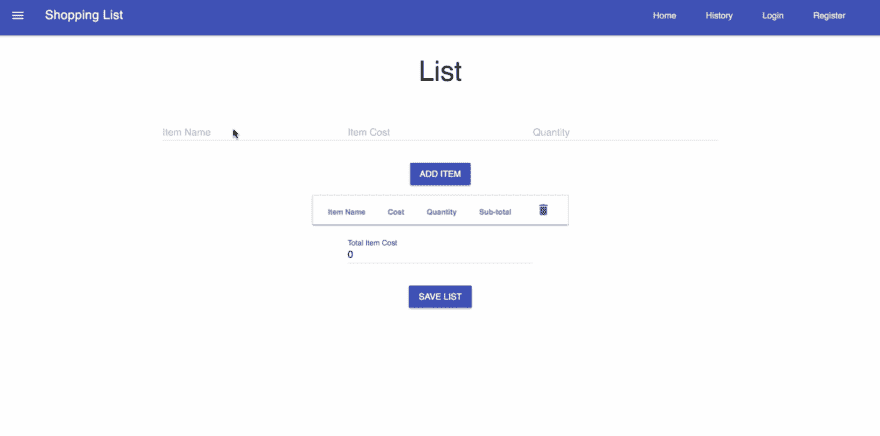 Shopping List Home History Login Register
List
Item Name Item Cost Quantity
ADD ITEM
Item Name Cost Quantity Sub-total
Total Item Cost
0
SAVE LIST